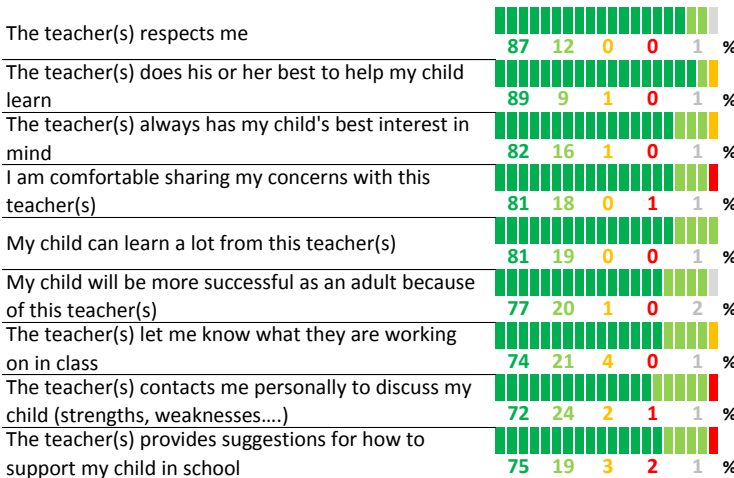 The teacher(s) respects me
87 12 0 0 1 %
The teacher(s) does his or her best to help my child
learn
89 9 1 0 1 %
The teacher(s) always has my child's best interest in
mind
82 16 1 0 1 %
I am comfortable sharing my concerns with this
teacher(s)
81 18 0 1 1 %
My child can learn a lot from this teacher(s)
81 19 0 0 1 %
My child will be more successful as an adult because
of this teacher(s)
77 20 1 0 2 %
The teacher(s) let me know what they are working
on in class
74 21 4 0 1 %
The teacher(s) contacts me personally to discuss my
child (strengths, weaknesses....)
72 24 2 1 1 %
The teacher(s) provides suggestions for how to
support my child in school
75 19 3 2 1 %